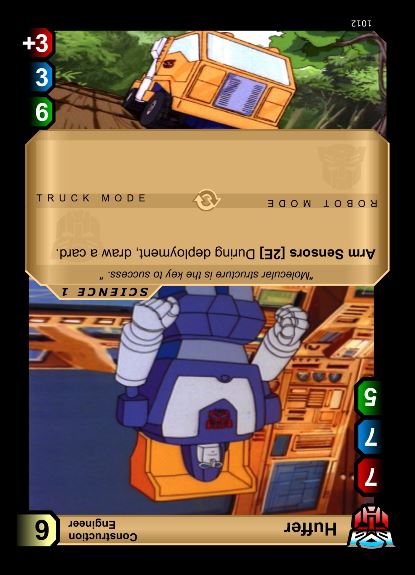 +3
3
6
TRUCK MODE
Huffer
Construction
Engineer
6
7
7
5
SCIENCE 1
"Molecular structure is the key to success. "
Arm Sensors [2E] During deployment, draw a card.
ROBOT MODE
1012